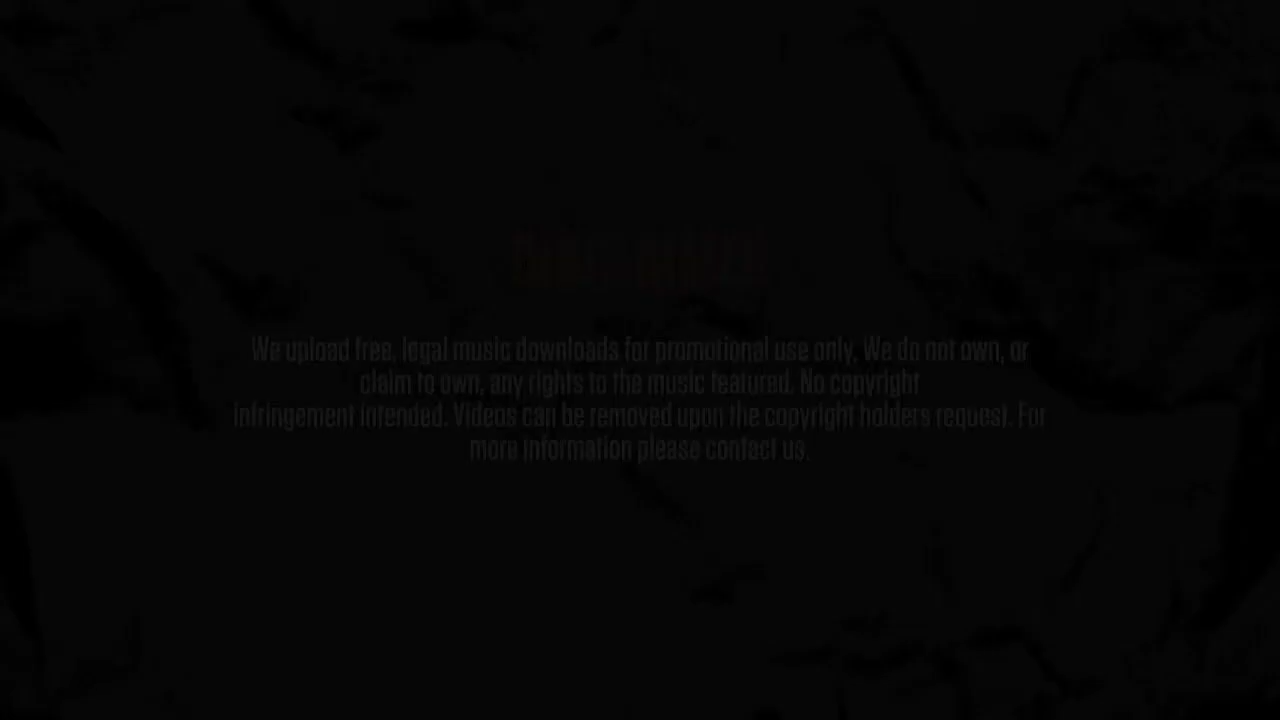 We upload free, legal music downloads for promotional use only. We do not own, or
claim to own, any rights to the music featured. No copyright
infringement intended. Videos can be removed upon the copyright holders request. For
more information please contact us.